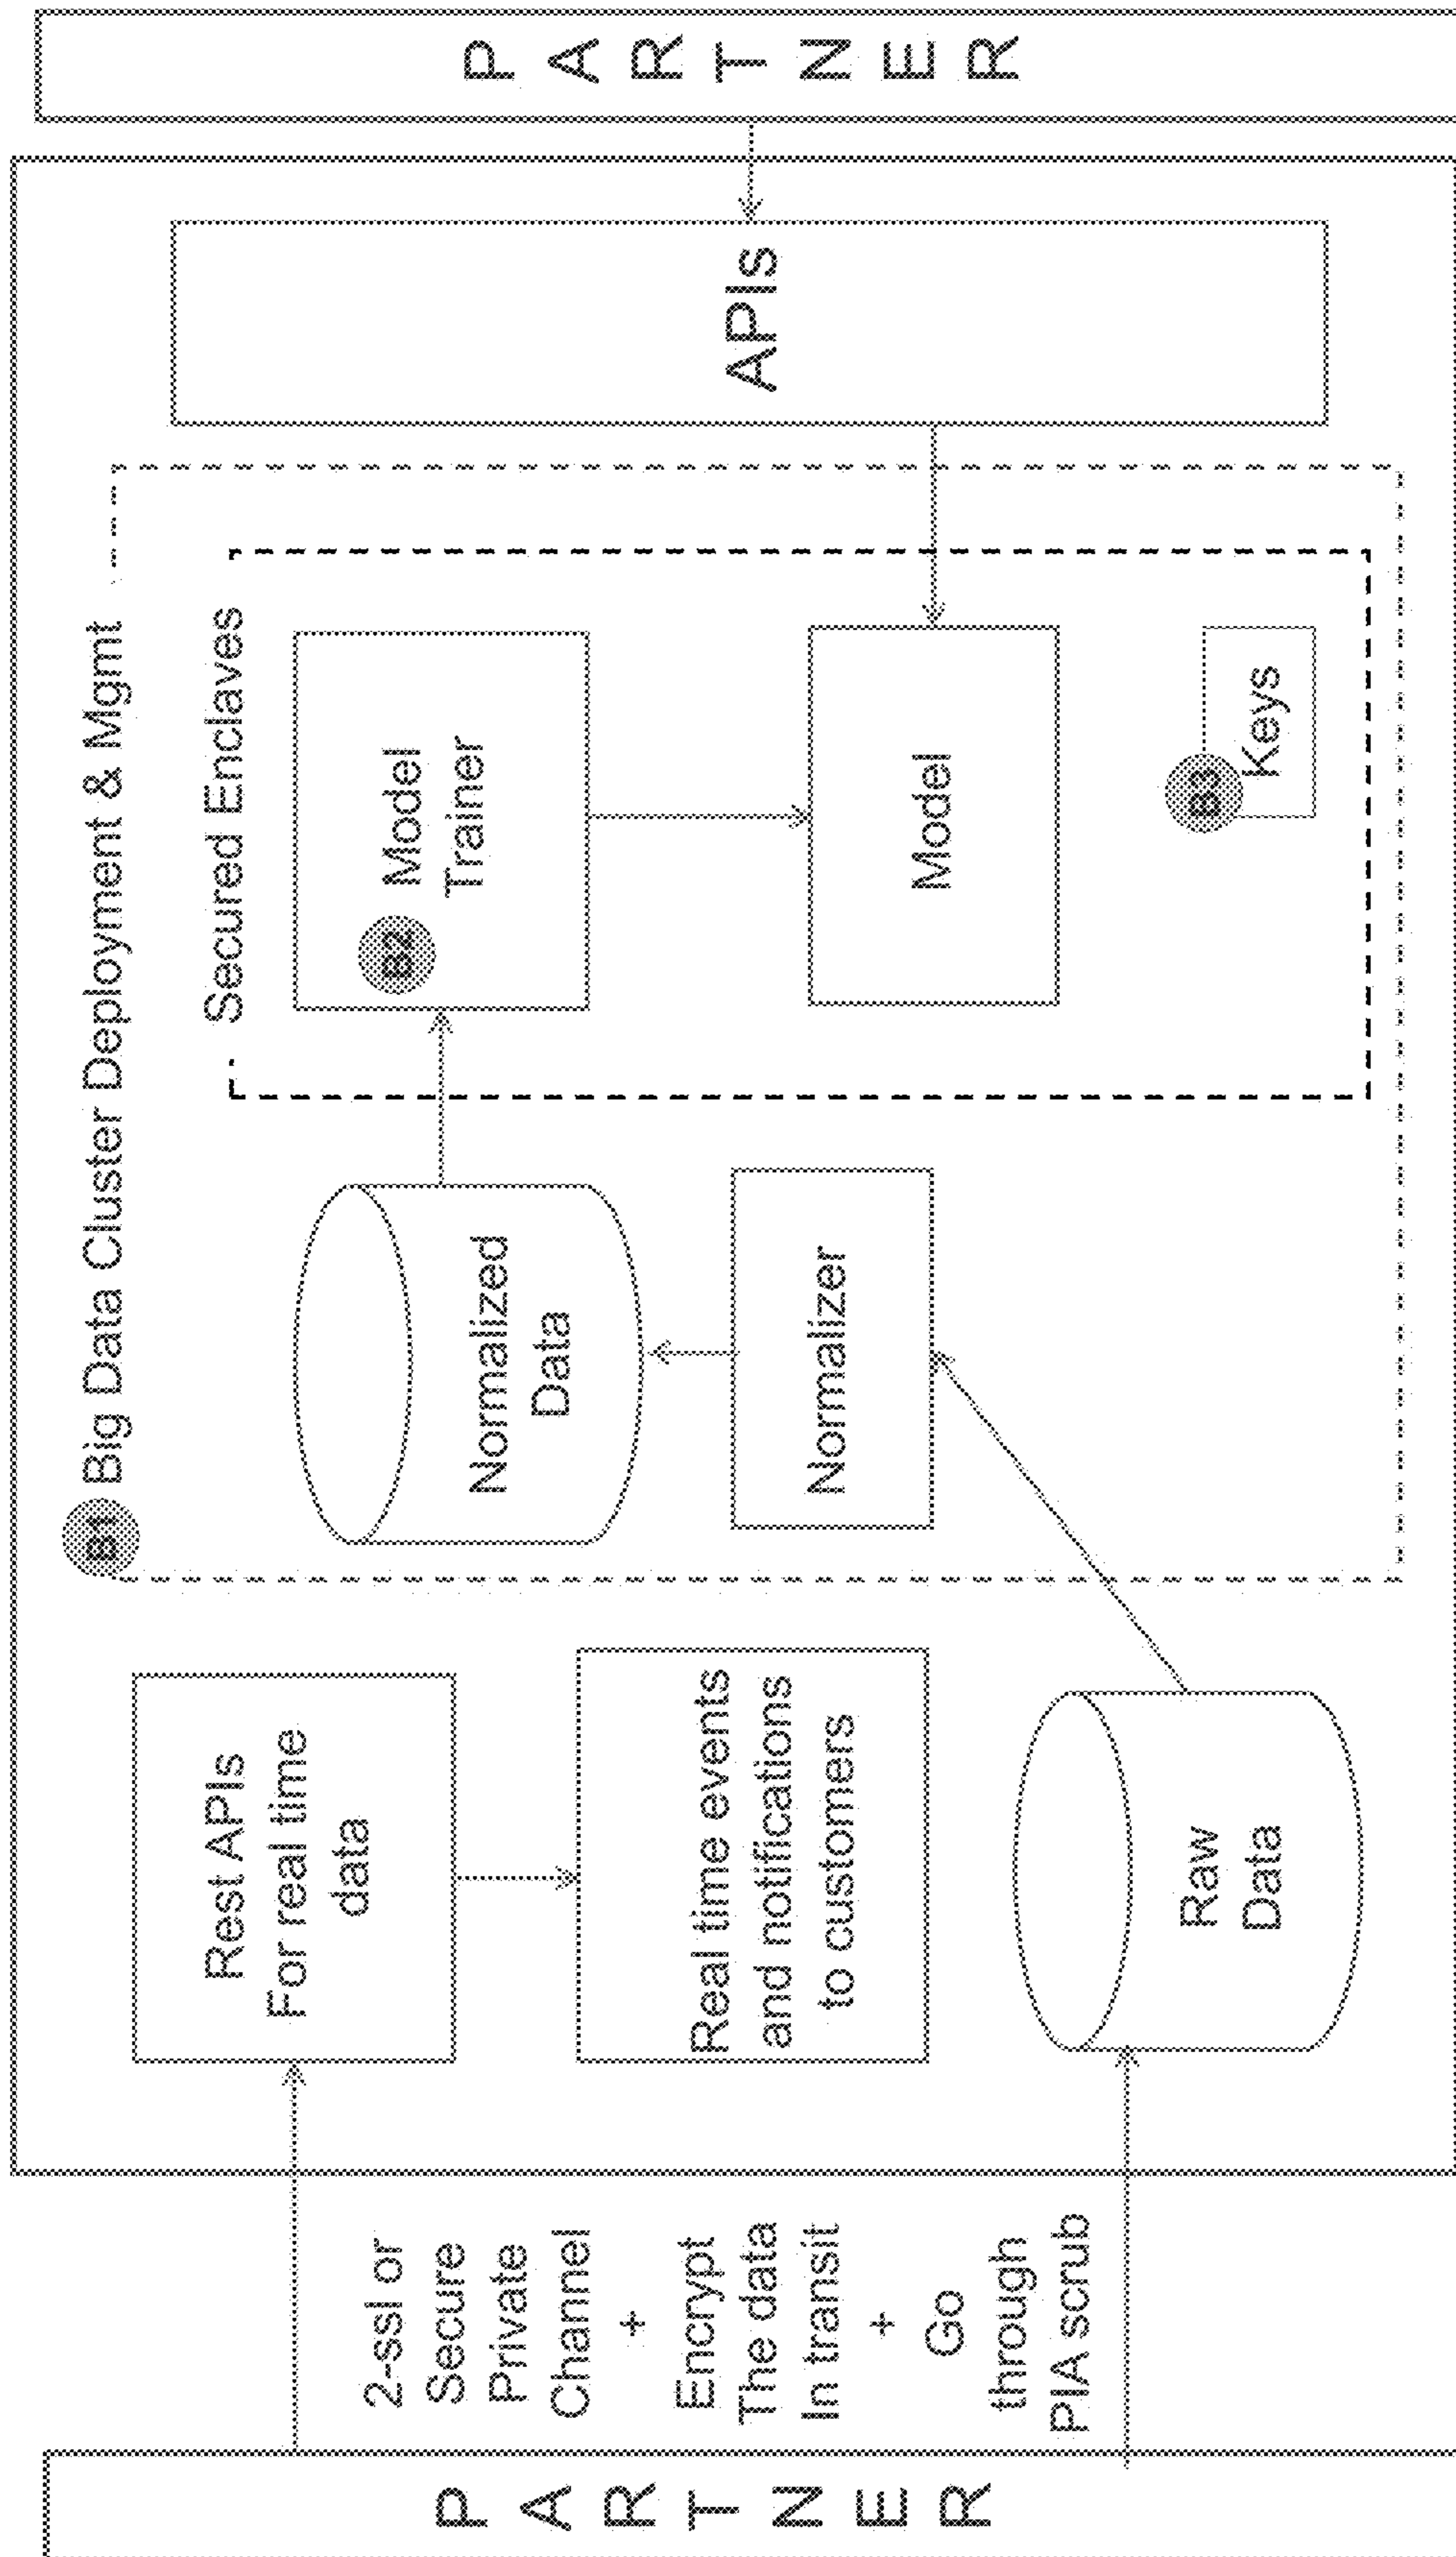 PARTNER
2-ssl or
Secure
Private
Channel
+
Encrypt
The data
In transit
+
Go
through
PIA scrub
Rest APIs
For real time
data
Real time events
and notifications
to customers
Raw
Data
B1 Big Data Cluster Deployment & Mgmt
Normalized
Data
Normalizer
Secured Enclaves
B2
Model
Trainer
Model
B3
Keys
APIs
PARTNER